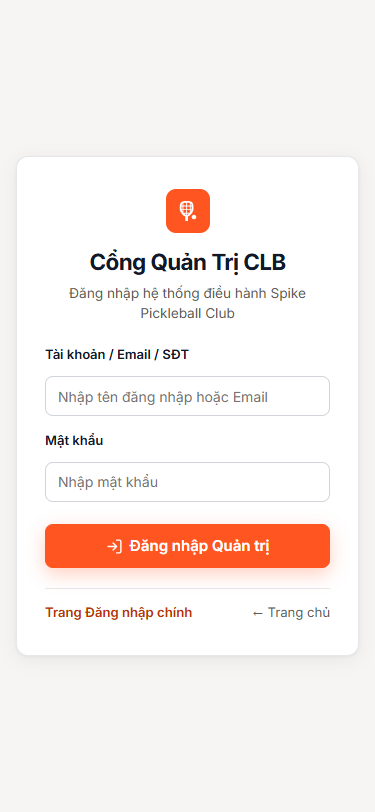 Cổng Quản Trị CLB
Đăng nhập hệ thống điều hành Spike
Pickleball Club
Tài khoản / Email / SĐT
Nhập tên đăng nhập hoặc Email
Mật khẩu
Nhập mật khẩu
Đăng nhập Quản trị
Trang Đăng nhập chính
← Trang chủ